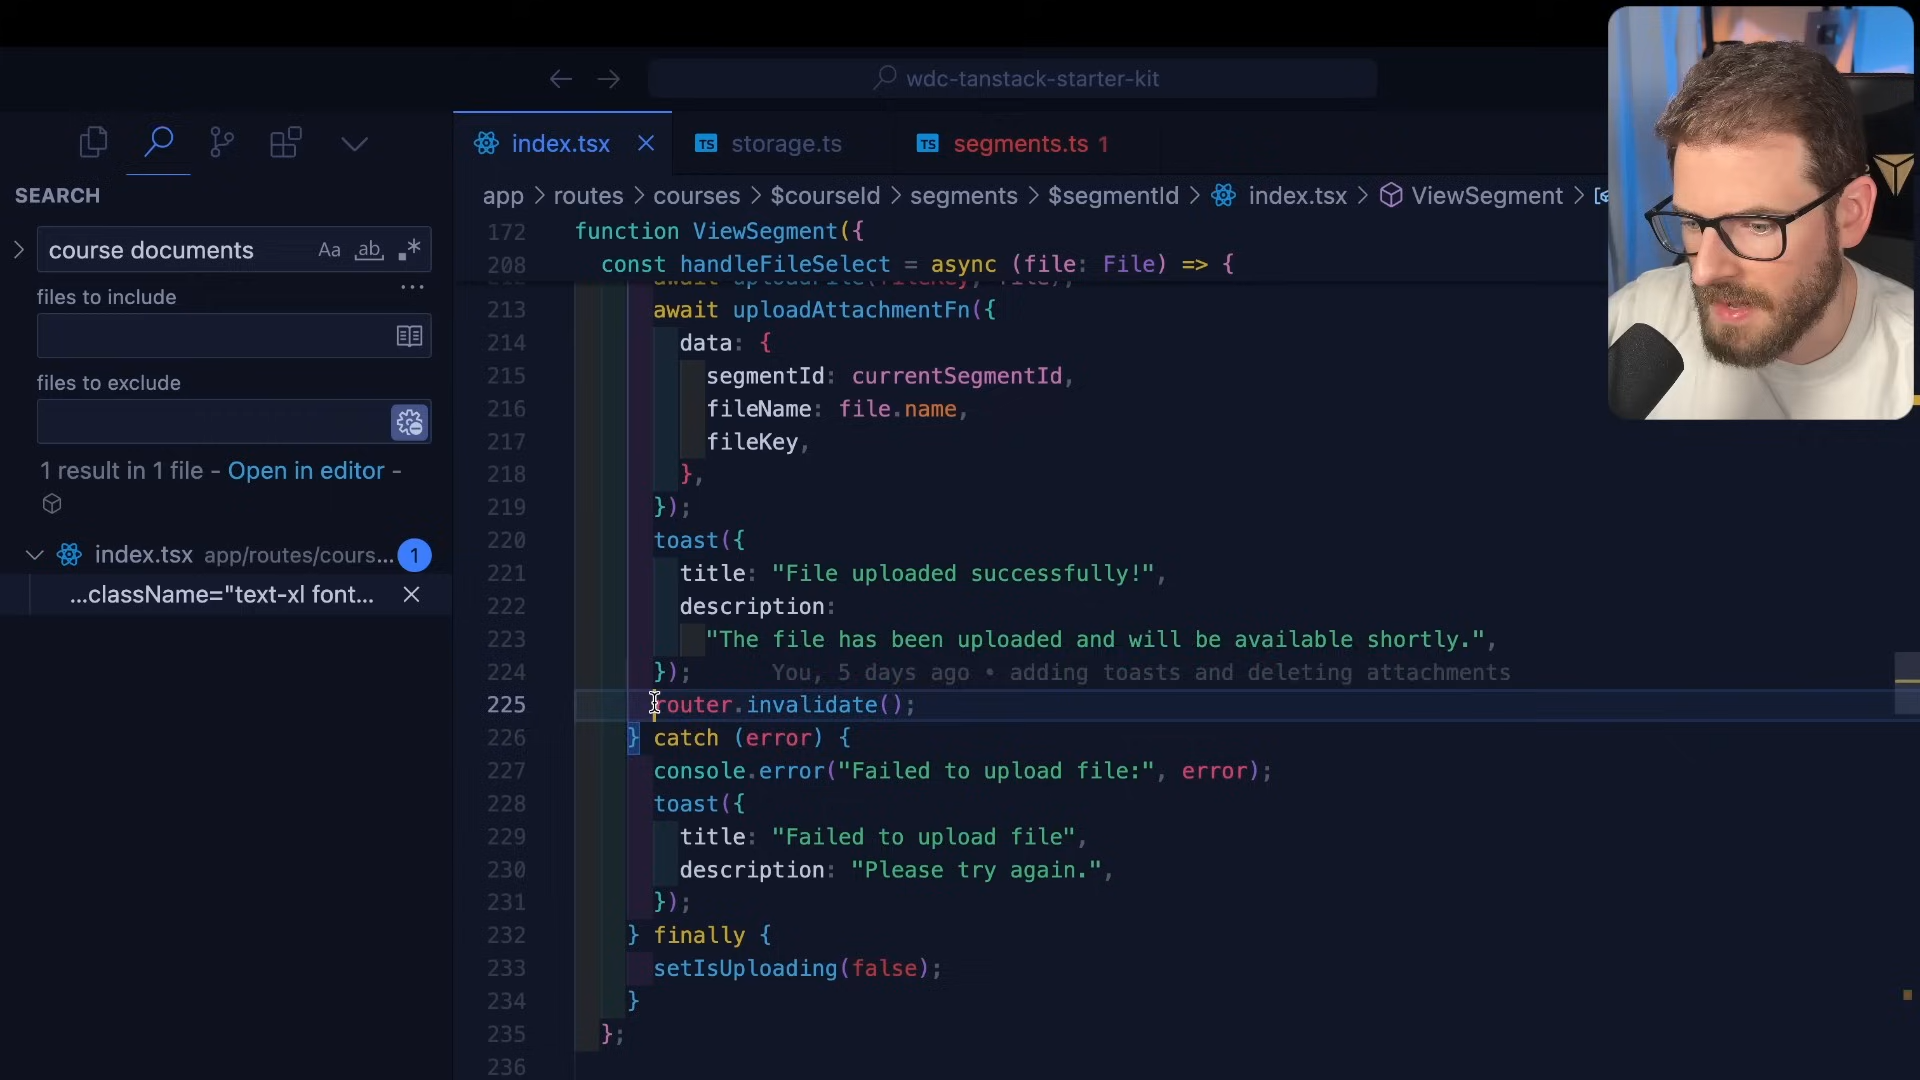 wdc-tanstack-starter-kit
index.tsx
storage.ts
segments.ts 1
SEARCH
app > routes > courses > $courseId > segments > $segmentId > index.tsx > ViewSegment >
course documents
Aa ab
files to include
files to exclude
1 result in 1 file - Open in editor -
index.tsx app/routes/cours... 1
...className="text-xl font...
172 function ViewSegment({
208 const handleFileSelect = async (file: File) => {
await uploadFile(fileKey, file);
213 await uploadAttachmentFn({
214 data: {
215 segmentId: currentSegmentId,
216 fileName: file.name,
217 fileKey,
218 },
219 });
220 toast({
221 title: "File uploaded successfully!",
222 description:
223 "The file has been uploaded and will be available shortly.",
224 }); You, 5 days ago • adding toasts and deleting attachments
225 router.invalidate();
226 } catch (error) {
227 console.error("Failed to upload file:", error);
228 toast({
229 title: "Failed to upload file",
230 description: "Please try again.",
231 });
232 } finally {
233 setIsUploading(false);
234 }
235 };
236